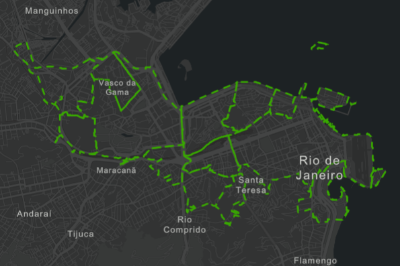 Manguinhos
Vasco da
Gama
Maracanã
Rio de
Janeiro
Santa
Teresa
Andaraí
Rio
Comprido
Tijuca
Flamengo